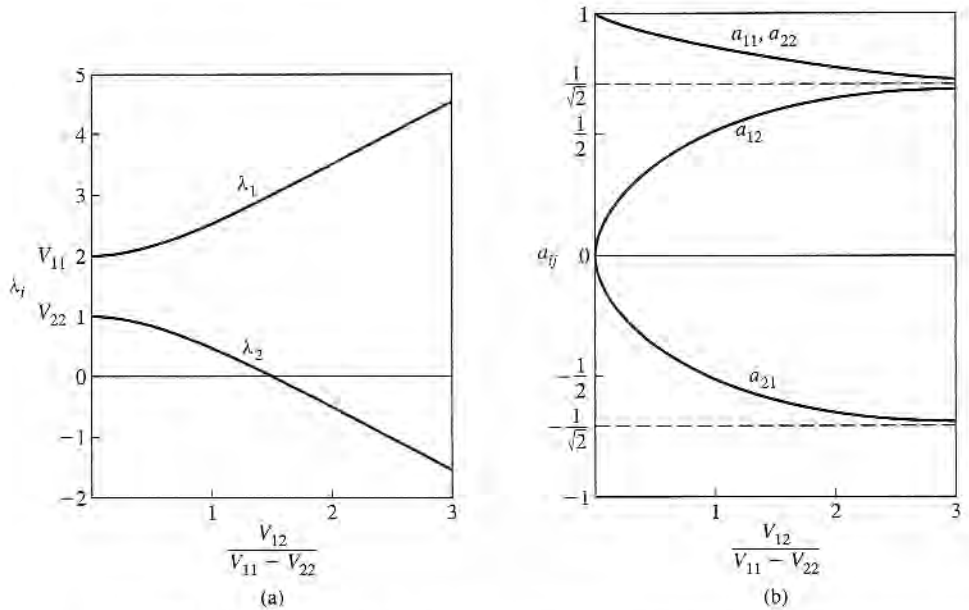 5
4
3
V₁₁ 2
λᵢ
V₂₂ 1
0
−1
−2
λ₁
λ₂
1 2 3
V₁₂
V₁₁ − V₂₂
(a)
1
1
√2
1
2
aᵢⱼ 0
−1
2
−1
√2
−1
a₁₁, a₂₂
a₁₂
a₂₁
1 2 3
V₁₂
V₁₁ − V₂₂
(b)